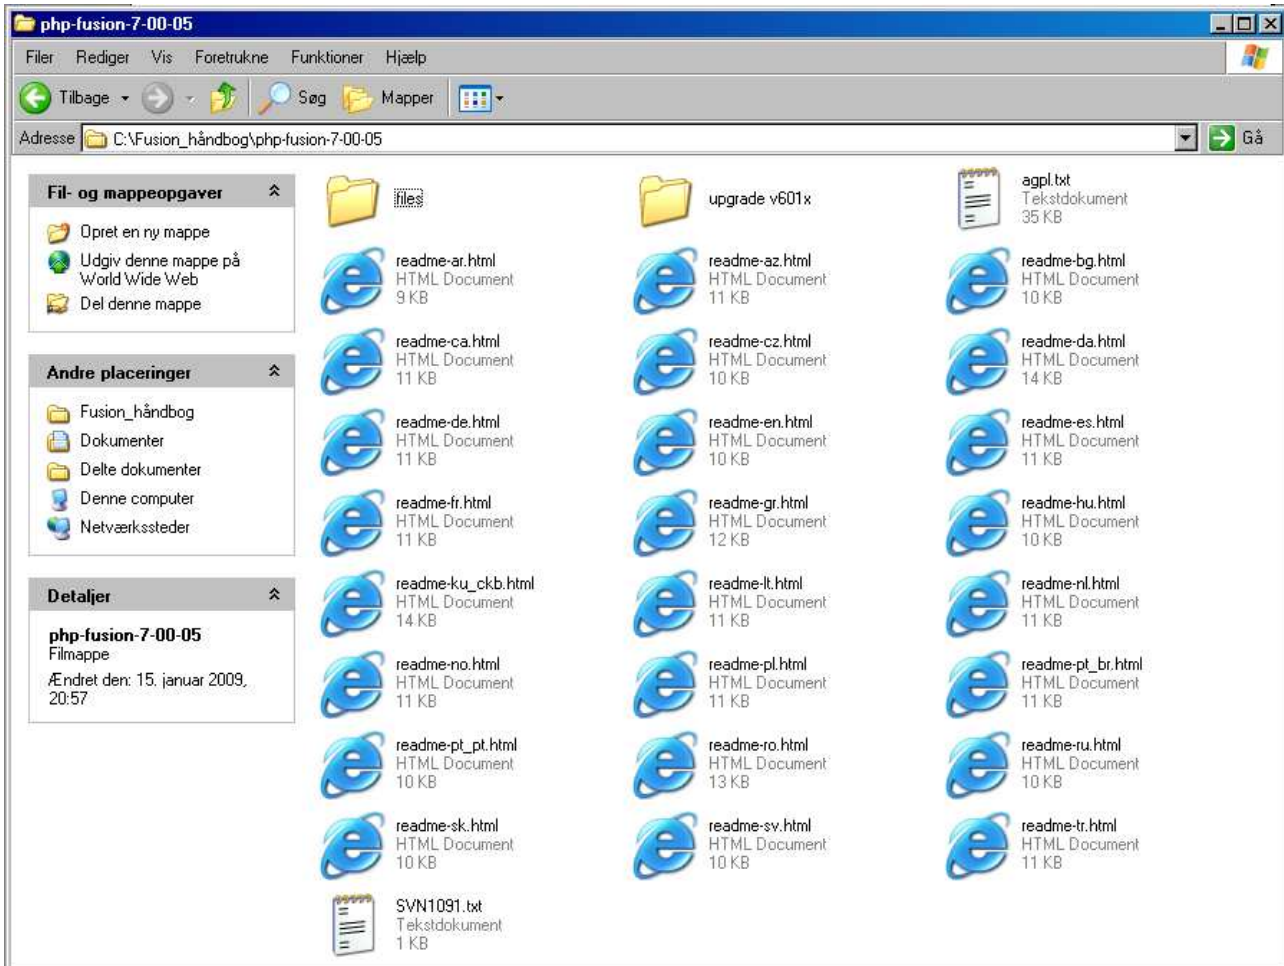 php-fusion-7-00-05
Filer Rediger Vis Foretrukne Funktioner Hjælp
Tilbage Søg Mapper
Adresse C:\Fusion_håndbog\php-fusion-7-00-05 Gå
Fil- og mappeopgaver
Opret en ny mappe
Udgiv denne mappe på
World Wide Web
Del denne mappe
Andre placeringer
Fusion_håndbog
Dokumenter
Delte dokumenter
Denne computer
Netværkssteder
Detaljer
php-fusion-7-00-05
Filmappe
Ændret den: 15. januar 2009,
20:57
files
upgrade v601x
agpl.txt
Tekstdokument
35 KB
readme-ar.html
HTML Document
9 KB
readme-az.html
HTML Document
11 KB
readme-bg.html
HTML Document
10 KB
readme-ca.html
HTML Document
11 KB
readme-cz.html
HTML Document
10 KB
readme-da.html
HTML Document
14 KB
readme-de.html
HTML Document
11 KB
readme-en.html
HTML Document
10 KB
readme-es.html
HTML Document
11 KB
readme-fr.html
HTML Document
11 KB
readme-gr.html
HTML Document
12 KB
readme-hu.html
HTML Document
10 KB
readme-ku_ckb.html
HTML Document
14 KB
readme-lt.html
HTML Document
11 KB
readme-nl.html
HTML Document
11 KB
readme-no.html
HTML Document
11 KB
readme-pl.html
HTML Document
11 KB
readme-pt_br.html
HTML Document
11 KB
readme-pt_pt.html
HTML Document
10 KB
readme-ro.html
HTML Document
13 KB
readme-ru.html
HTML Document
10 KB
readme-sk.html
HTML Document
10 KB
readme-sv.html
HTML Document
10 KB
readme-tr.html
HTML Document
11 KB
SVN1091.txt
Tekstdokument
1 KB